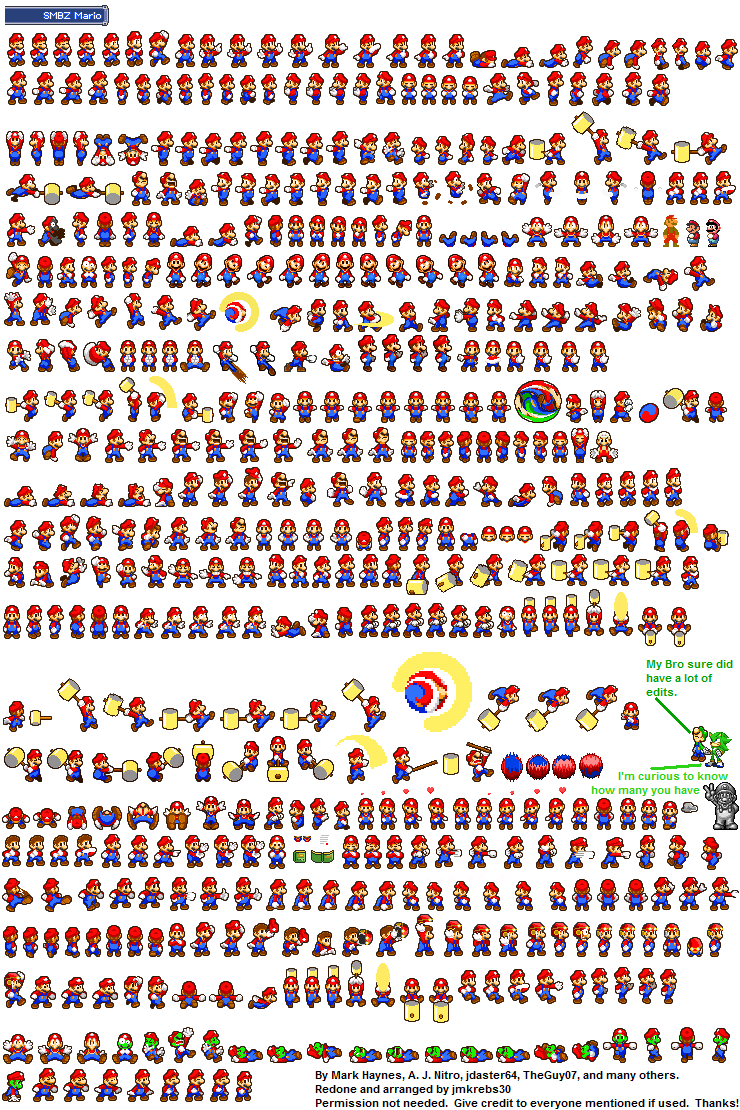 SMBZ Mario
My Bro sure did
have a lot of
edits.
I'm curious to know
how many you have
By Mark Haynes, A. J. Nitro, jdaster64, TheGuy07, and many others.
Redone and arranged by jmkrebs30
Permission not needed.  Give credit to everyone mentioned if used.  Thanks!